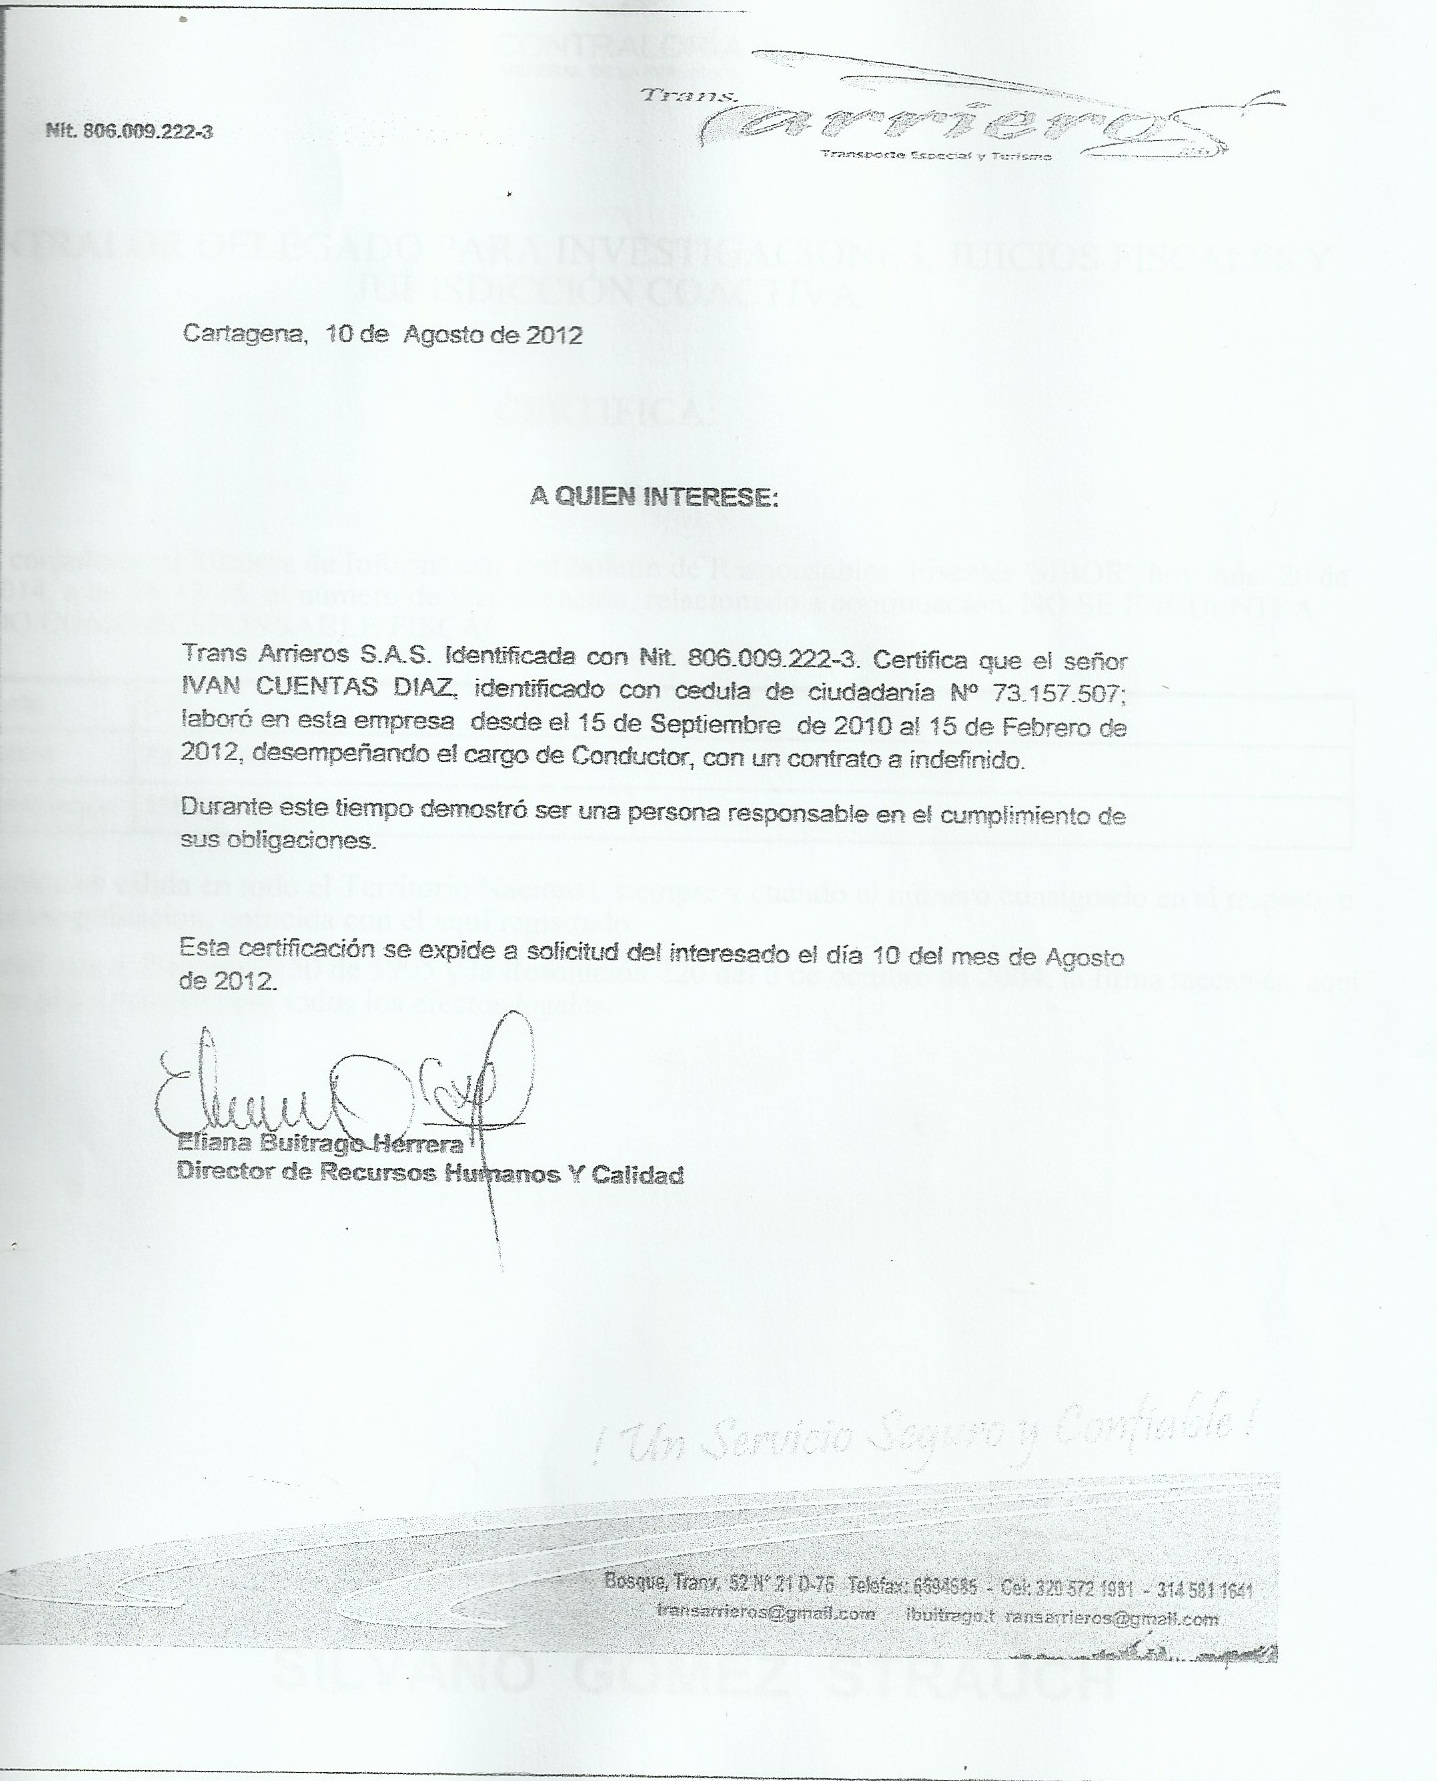 Trans.
Arrieros
Nit. 806.009.222-3
Transporte Especial y Turismo
Cartagena, 10 de Agosto de 2012
A QUIEN INTERESE:
Trans Arrieros S.A.S. Identificada con Nit. 806.009.222-3. Certifica que el señor
IVAN CUENTAS DIAZ, identificado con cedula de ciudadanía Nº 73.157.507;
laboró en esta empresa desde el 15 de Septiembre de 2010 al 15 de Febrero de
2012, desempeñando el cargo de Conductor, con un contrato a indefinido.
Durante este tiempo demostró ser una persona responsable en el cumplimiento de
sus obligaciones.
Esta certificación se expide a solicitud del interesado el día 10 del mes de Agosto
de 2012.
Eliana Buitrago Herrera
Director de Recursos Humanos Y Calidad
! Un Servicio Seguro y Confiable !
Bosque, Tranv. 52 Nº 21 D-75 Telefax: - Cel: 320 572 1981 - 314 581 1641
transarrieros@gmail.com lbuitrago.t ransarrieros@gmail.com